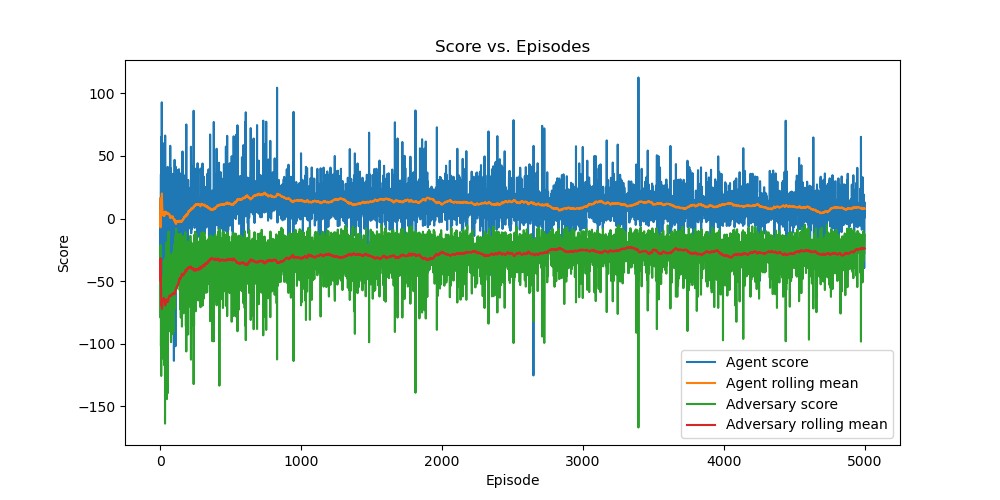 Score vs. Episodes
Score
100
50
0
−50
−100
−150
0
1000
2000
3000
4000
5000
Episode
Agent score
Agent rolling mean
Adversary score
Adversary rolling mean